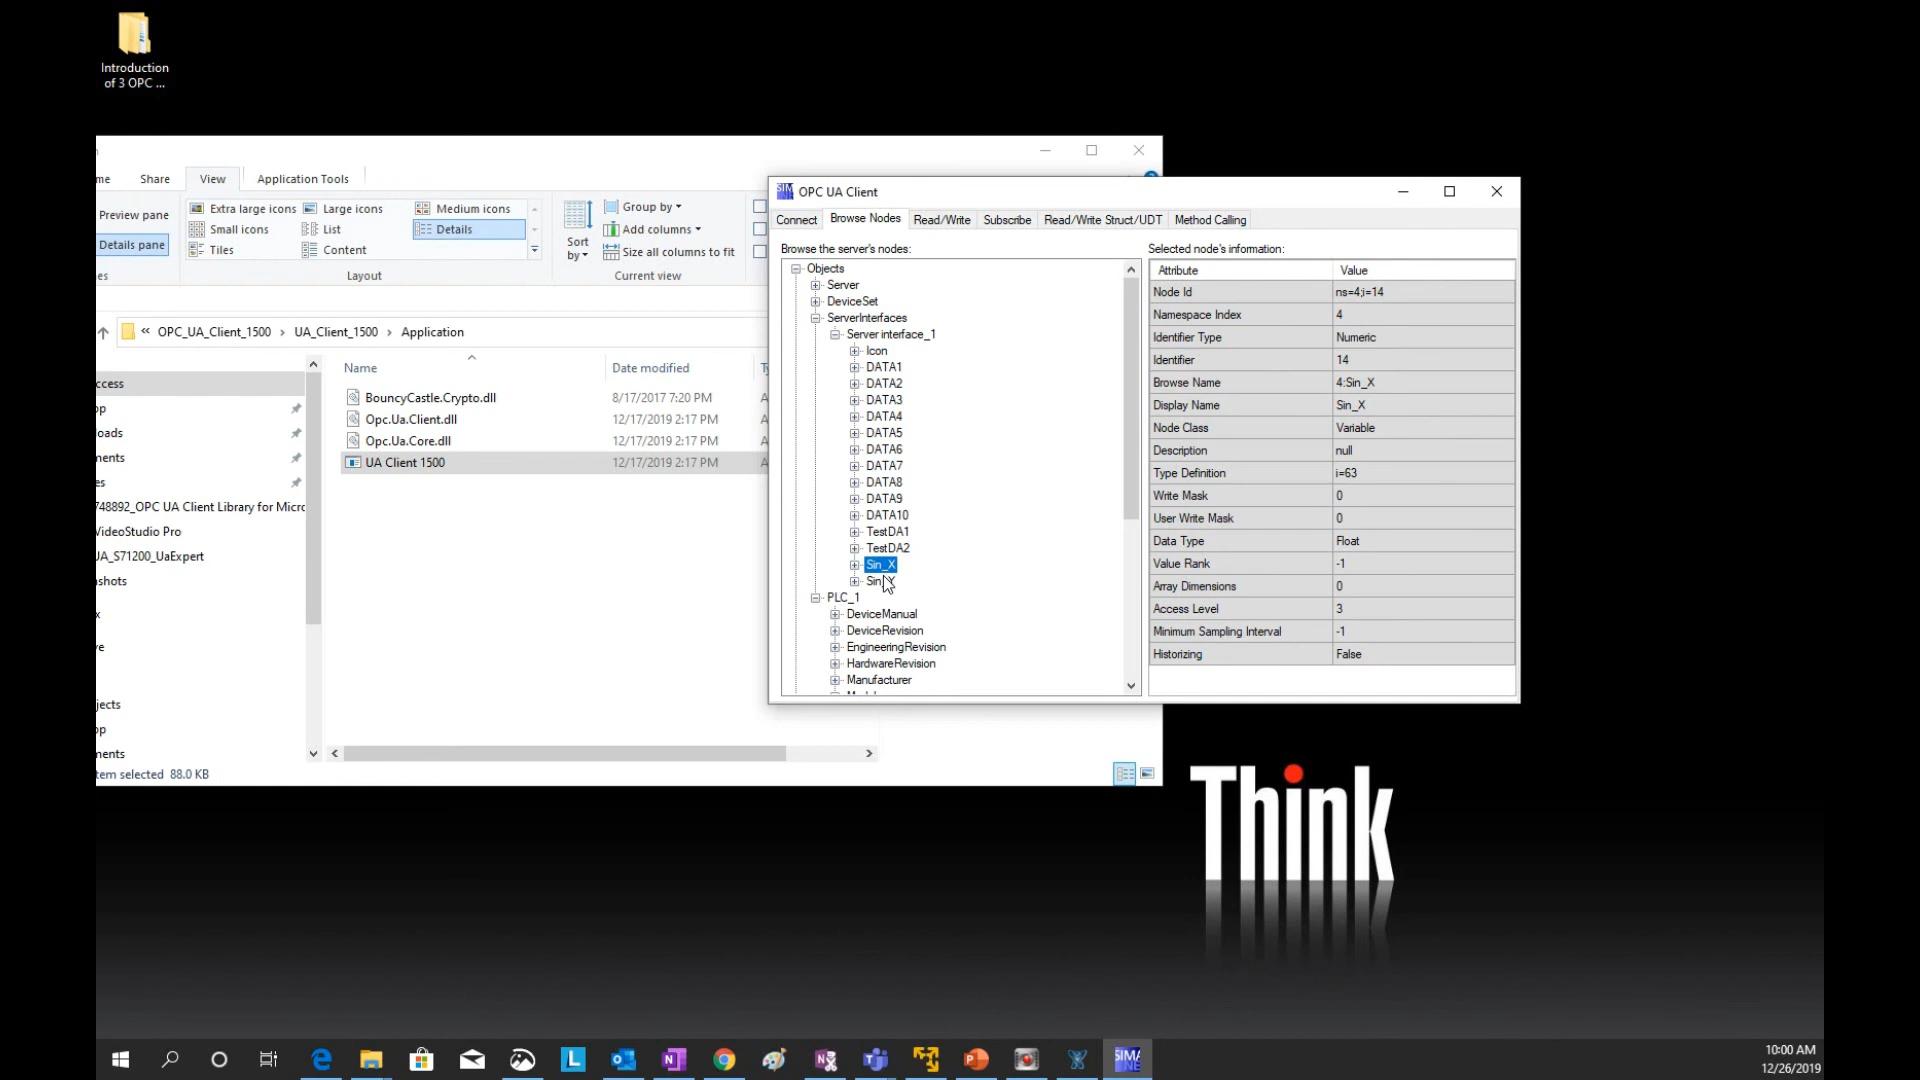 Introduction
of 3 OPC ...
me
Share
View
Application Tools
Preview pane
Details pane
es
Extra large icons
Large icons
Medium icons
Small icons
List
Details
Tiles
Content
Layout
Sort
by
Group by
Add columns
Size all columns to fit
Current view
« OPC_UA_Client_1500 › UA_Client_1500 › Application
ccess
op
oads
ments
es
748892_OPC UA Client Library for Micro
VideoStudio Pro
UA_S71200_UaExpert
nshots
x
ve
jects
op
ments
Name
Date modified
Ty
BouncyCastle.Crypto.dll
8/17/2017 7:20 PM
A
Opc.Ua.Client.dll
12/17/2019 2:17 PM
A
Opc.Ua.Core.dll
12/17/2019 2:17 PM
A
UA Client 1500
12/17/2019 2:17 PM
A
tem selected 88.0 KB
OPC UA Client
Connect
Browse Nodes
Read/Write
Subscribe
Read/Write Struct/UDT
Method Calling
Browse the server's nodes:
Objects
Server
DeviceSet
ServerInterfaces
Server interface_1
Icon
DATA1
DATA2
DATA3
DATA4
DATA5
DATA6
DATA7
DATA8
DATA9
DATA10
TestDA1
TestDA2
Sin_X
Sin_Y
PLC_1
DeviceManual
DeviceRevision
EngineeringRevision
HardwareRevision
Manufacturer
Selected node's information:
Attribute Value
Node Id ns=4;i=14
Namespace Index 4
Identifier Type Numeric
Identifier 14
Browse Name 4:Sin_X
Display Name Sin_X
Node Class Variable
Description null
Type Definition i=63
Write Mask 0
User Write Mask 0
Data Type Float
Value Rank -1
Array Dimensions 0
Access Level 3
Minimum Sampling Interval -1
Historizing False
Think
10:00 AM
12/26/2019